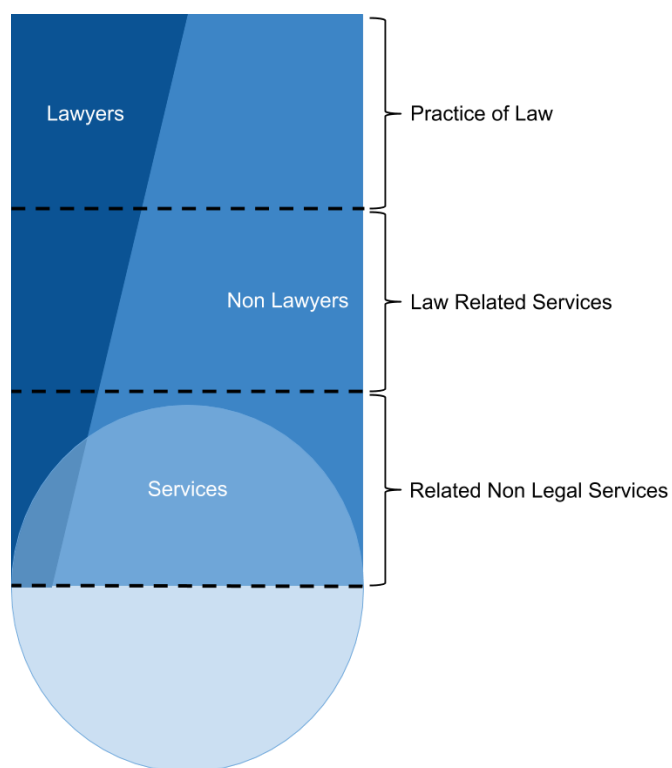 Lawyers
Practice of Law
Non Lawyers
Law Related Services
Services
Related Non Legal Services